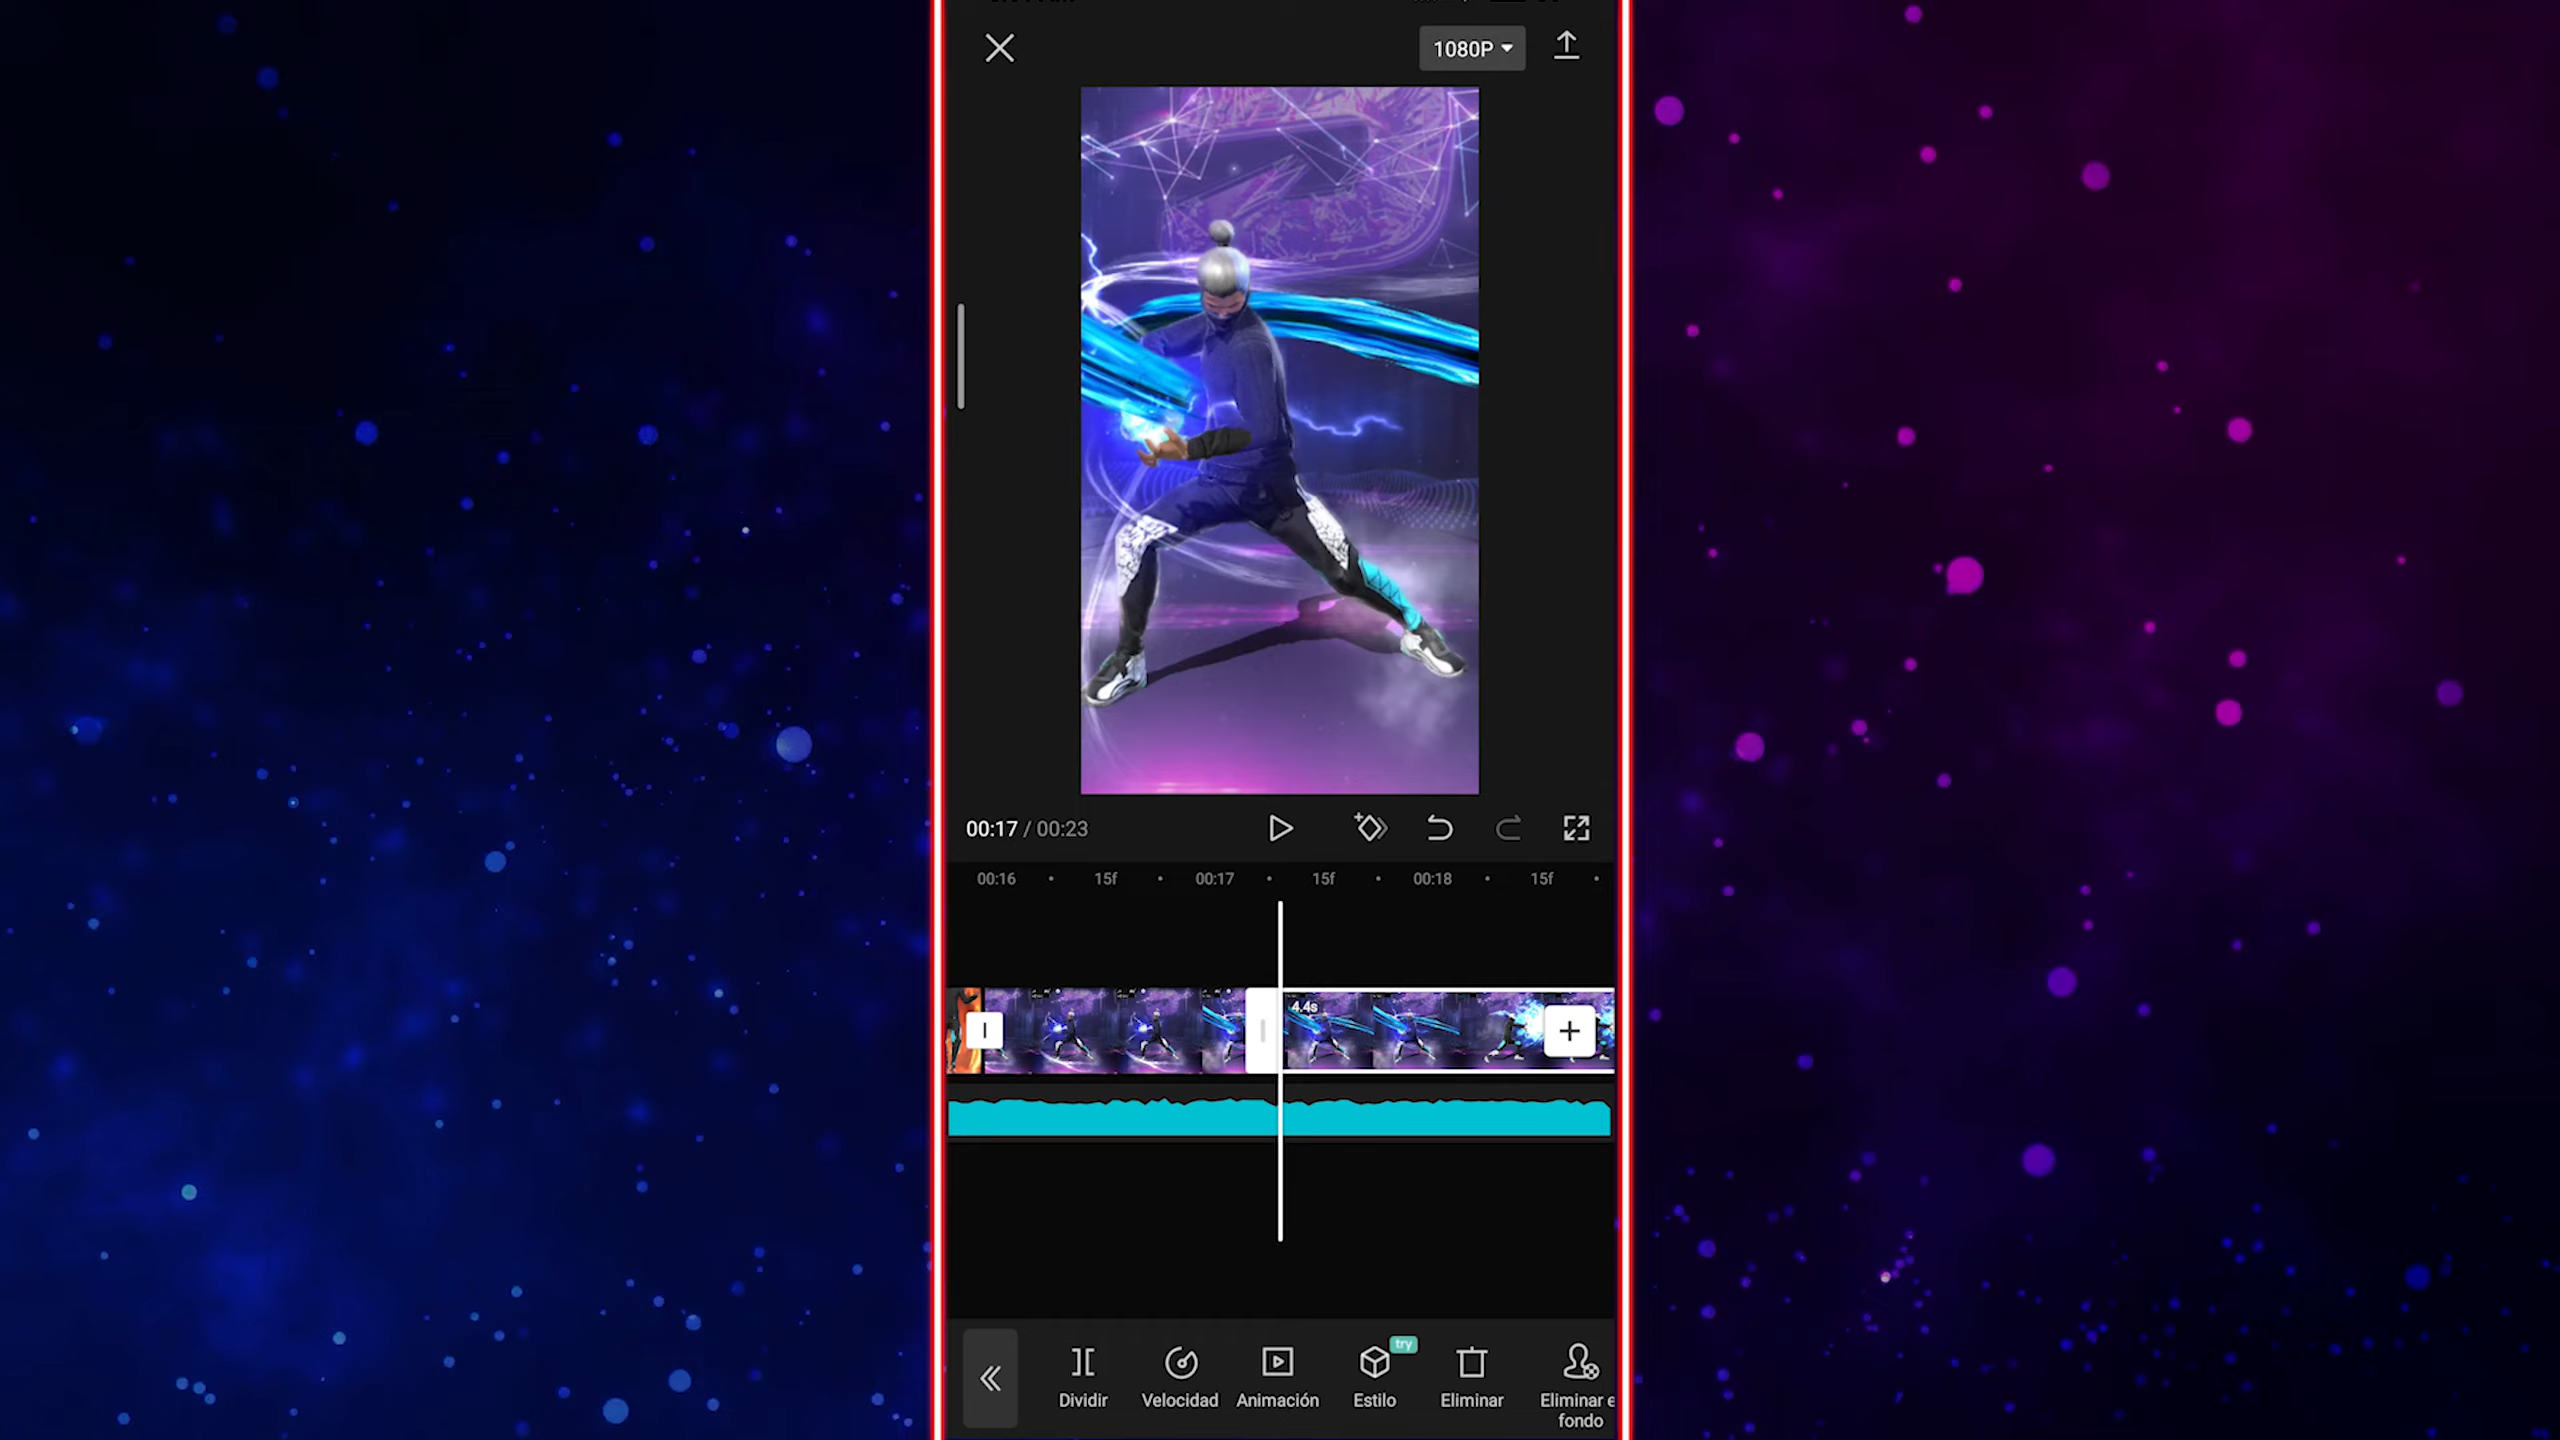 1080P
00:17 / 00:23
00:16 15f 00:17 15f 00:18 15f
4.4s
try
Dividir Velocidad Animación Estilo Eliminar Eliminar e
fondo